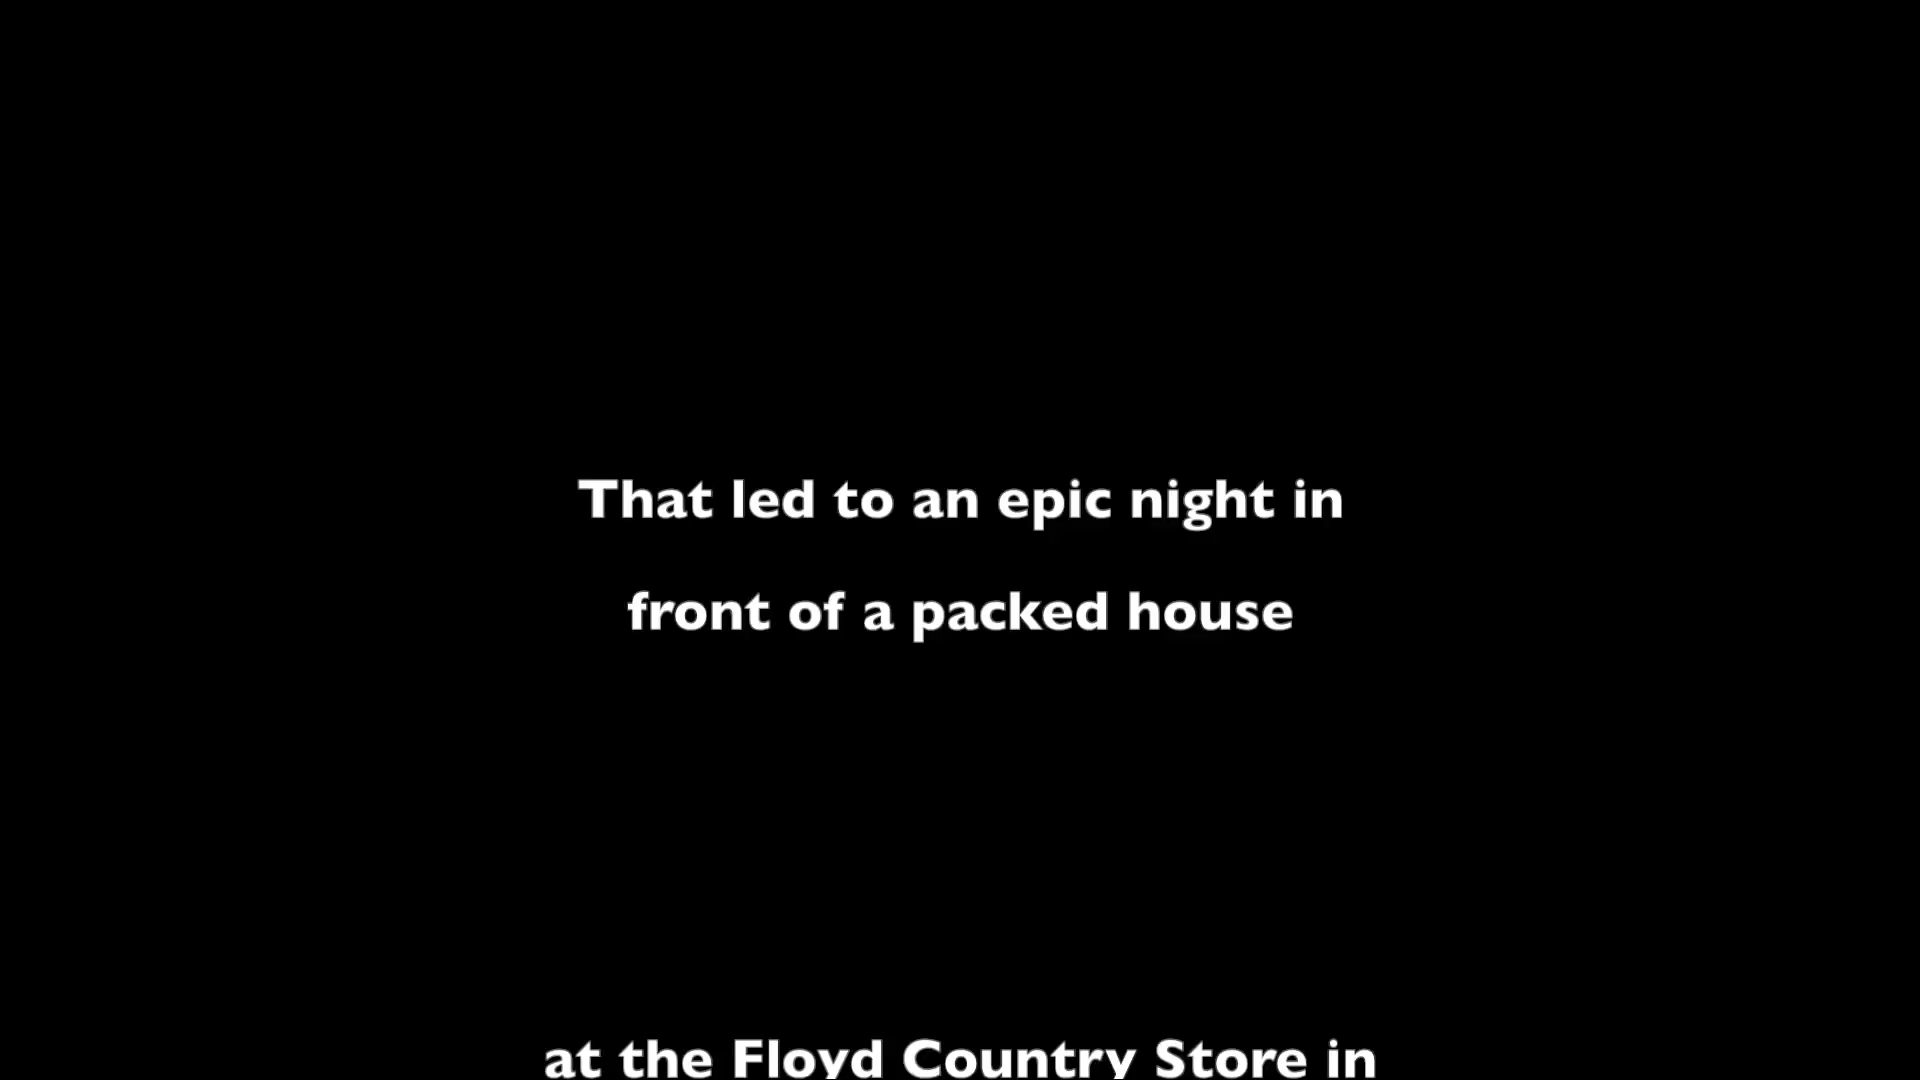 That led to an epic night in
front of a packed house
at the Floyd Country Store in